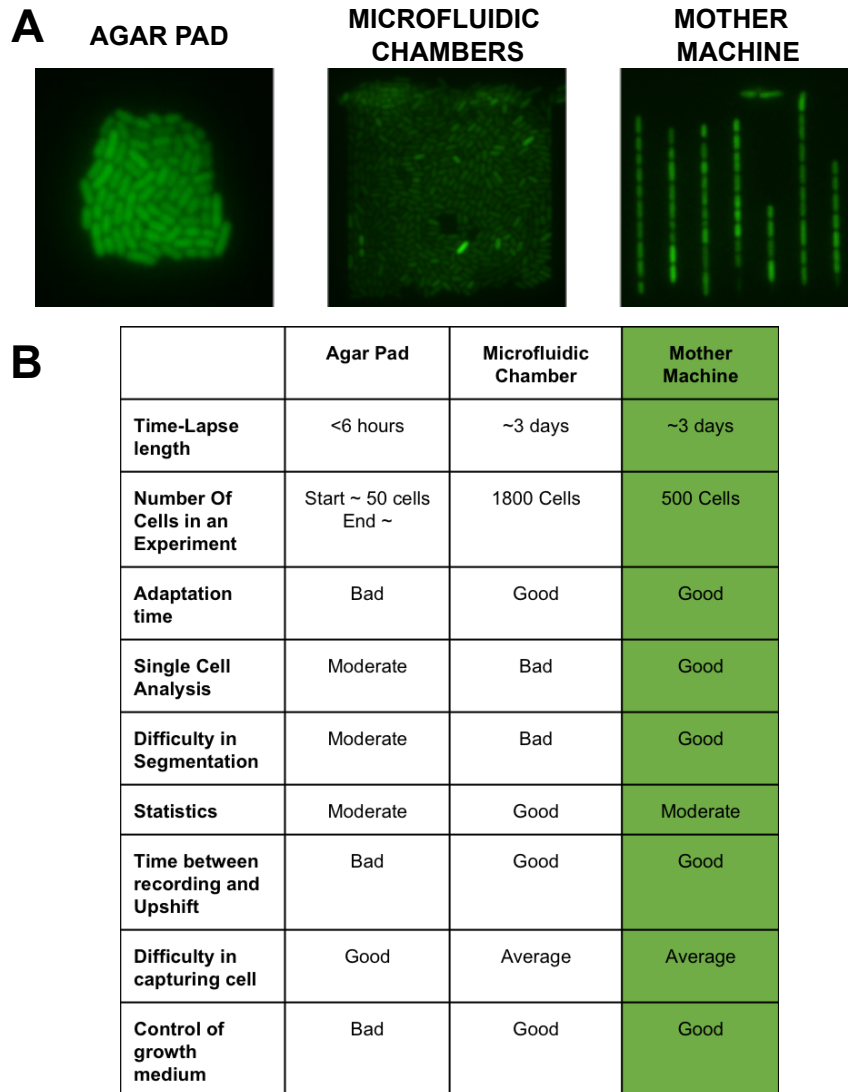 A
AGAR PAD
MICROFLUIDIC
CHAMBERS
MOTHER
MACHINE
B
Agar Pad
Microfluidic
Chamber
Mother
Machine
Time-Lapse
length
<6 hours
~3 days
~3 days
Number Of
Cells in an
Experiment
Start ~ 50 cells
End ~
1800 Cells
500 Cells
Adaptation
time
Bad
Good
Good
Single Cell
Analysis
Moderate
Bad
Good
Difficulty in
Segmentation
Moderate
Bad
Good
Statistics
Moderate
Good
Moderate
Time between
recording and
Upshift
Bad
Good
Good
Difficulty in
capturing cell
Good
Average
Average
Control of
growth
medium
Bad
Good
Good